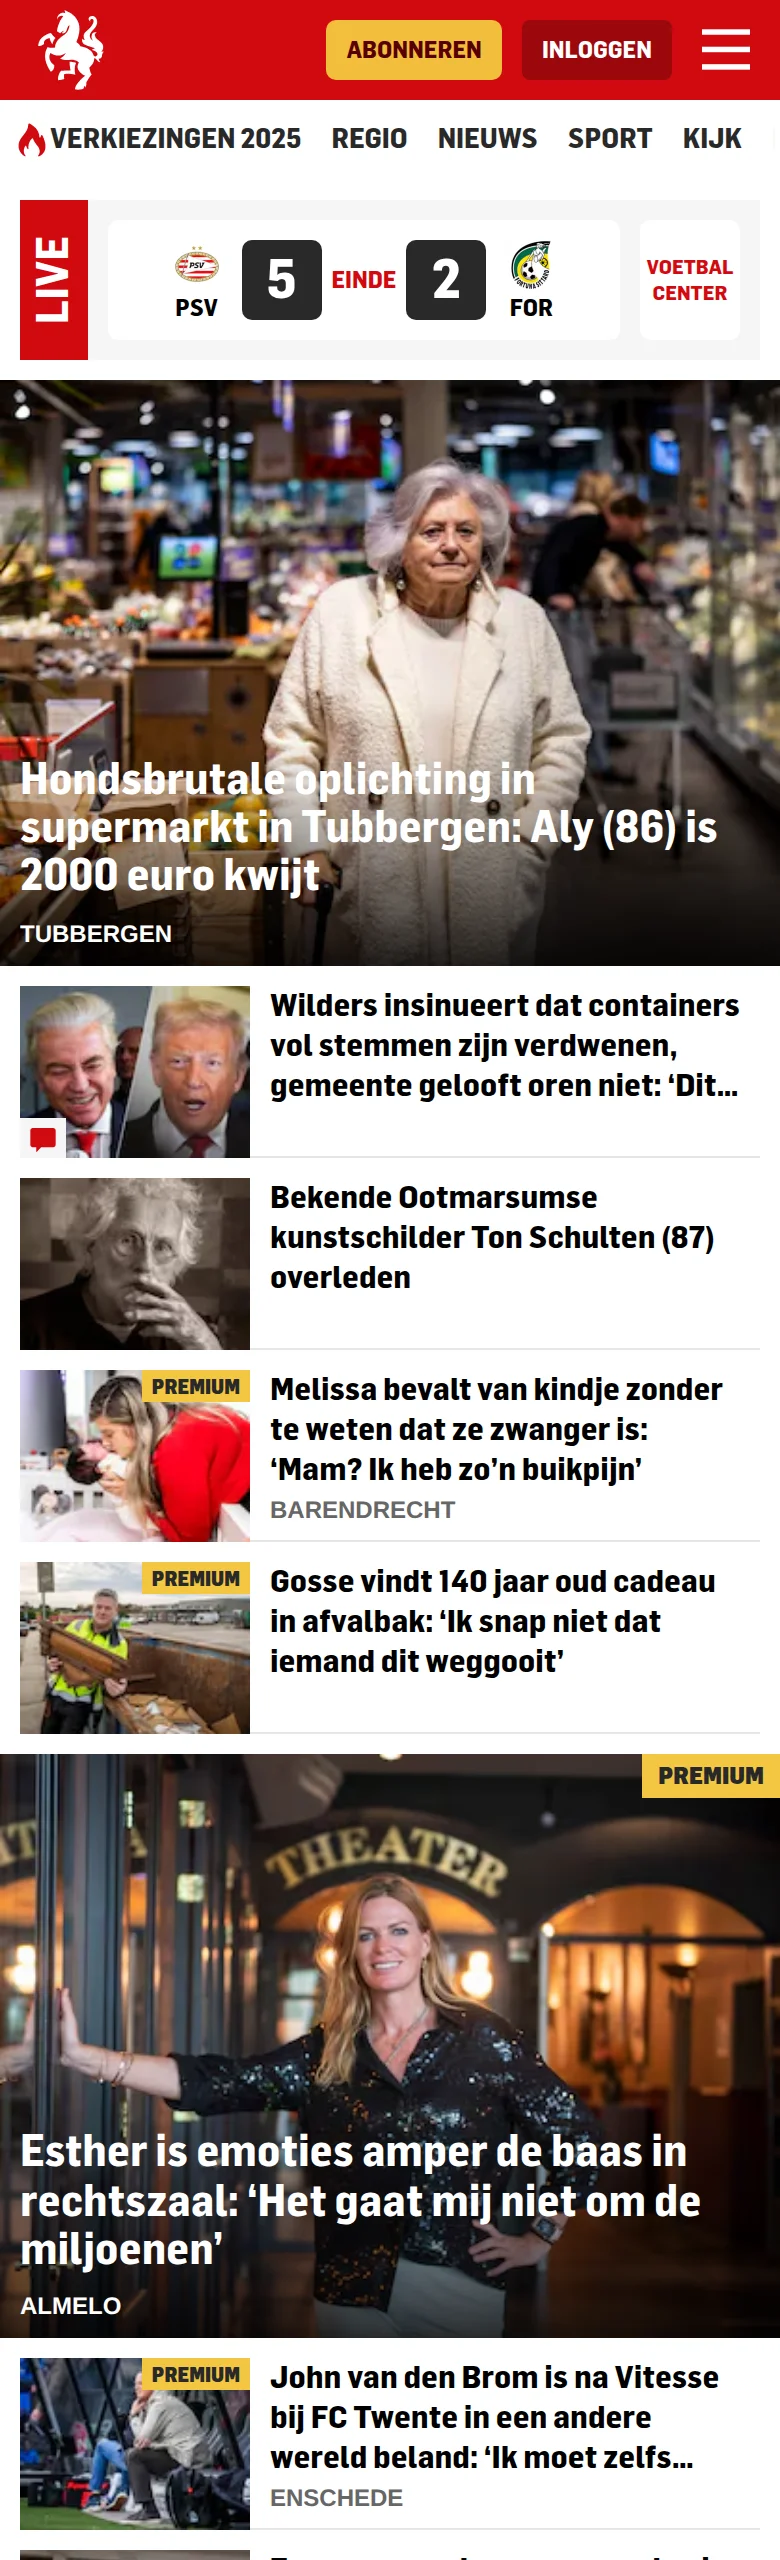 ABONNEREN
INLOGGEN
VERKIEZINGEN 2025 REGIO NIEUWS SPORT KIJK
LIVE
PSV
PSV
5
EINDE
2
FOR
VOETBAL
CENTER
Hondsbrutale oplichting in
supermarkt in Tubbergen: Aly (86) is
2000 euro kwijt
TUBBERGEN
Wilders insinueert dat containers
vol stemmen zijn verdwenen,
gemeente gelooft oren niet: ‘Dit...
Bekende Ootmarsumse
kunstschilder Ton Schulten (87)
overleden
PREMIUM
Melissa bevalt van kindje zonder
te weten dat ze zwanger is:
‘Mam? Ik heb zo’n buikpijn’
BARENDRECHT
PREMIUM
Gosse vindt 140 jaar oud cadeau
in afvalbak: ‘Ik snap niet dat
iemand dit weggooit’
PREMIUM
THEATER
Esther is emoties amper de baas in
rechtszaal: ‘Het gaat mij niet om de
miljoenen’
ALMELO
PREMIUM
John van den Brom is na Vitesse
bij FC Twente in een andere
wereld beland: ‘Ik moet zelfs...
ENSCHEDE